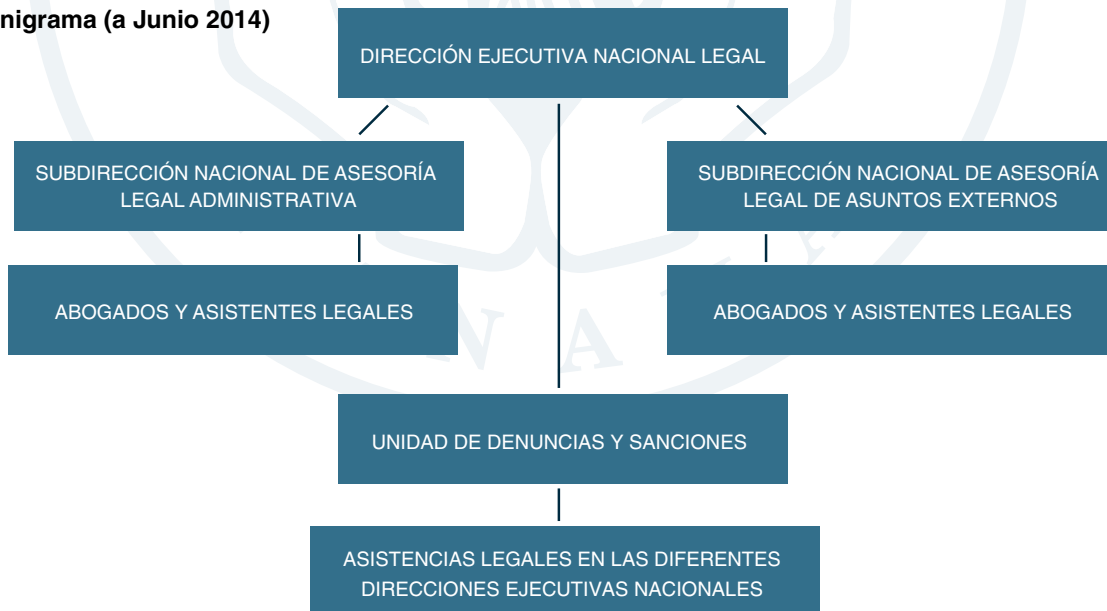 nigrama (a Junio 2014)
DIRECCIÓN EJECUTIVA NACIONAL LEGAL
SUBDIRECCIÓN NACIONAL DE ASESORÍA
LEGAL ADMINISTRATIVA
SUBDIRECCIÓN NACIONAL DE ASESORÍA
LEGAL DE ASUNTOS EXTERNOS
ABOGADOS Y ASISTENTES LEGALES
ABOGADOS Y ASISTENTES LEGALES
UNIDAD DE DENUNCIAS Y SANCIONES
ASISTENCIAS LEGALES EN LAS DIFERENTES
DIRECCIONES EJECUTIVAS NACIONALES